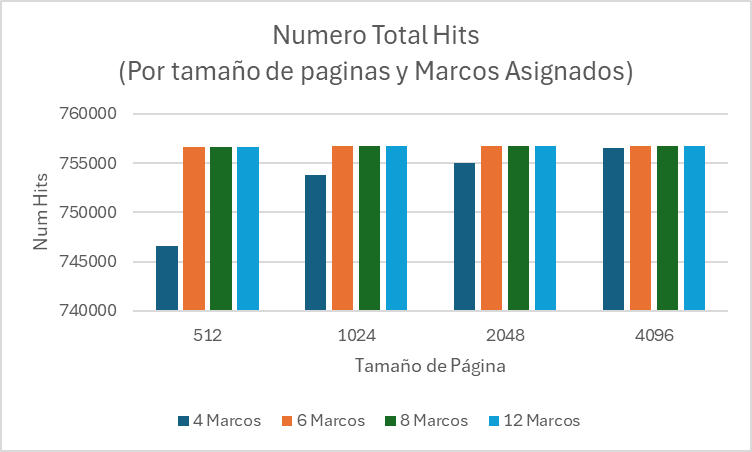 Numero Total Hits
(Por tamaño de paginas y Marcos Asignados)
760000
755000
750000
745000
740000
Num Hits
512 1024 2048 4096
Tamaño de Página
4 Marcos 6 Marcos 8 Marcos 12 Marcos